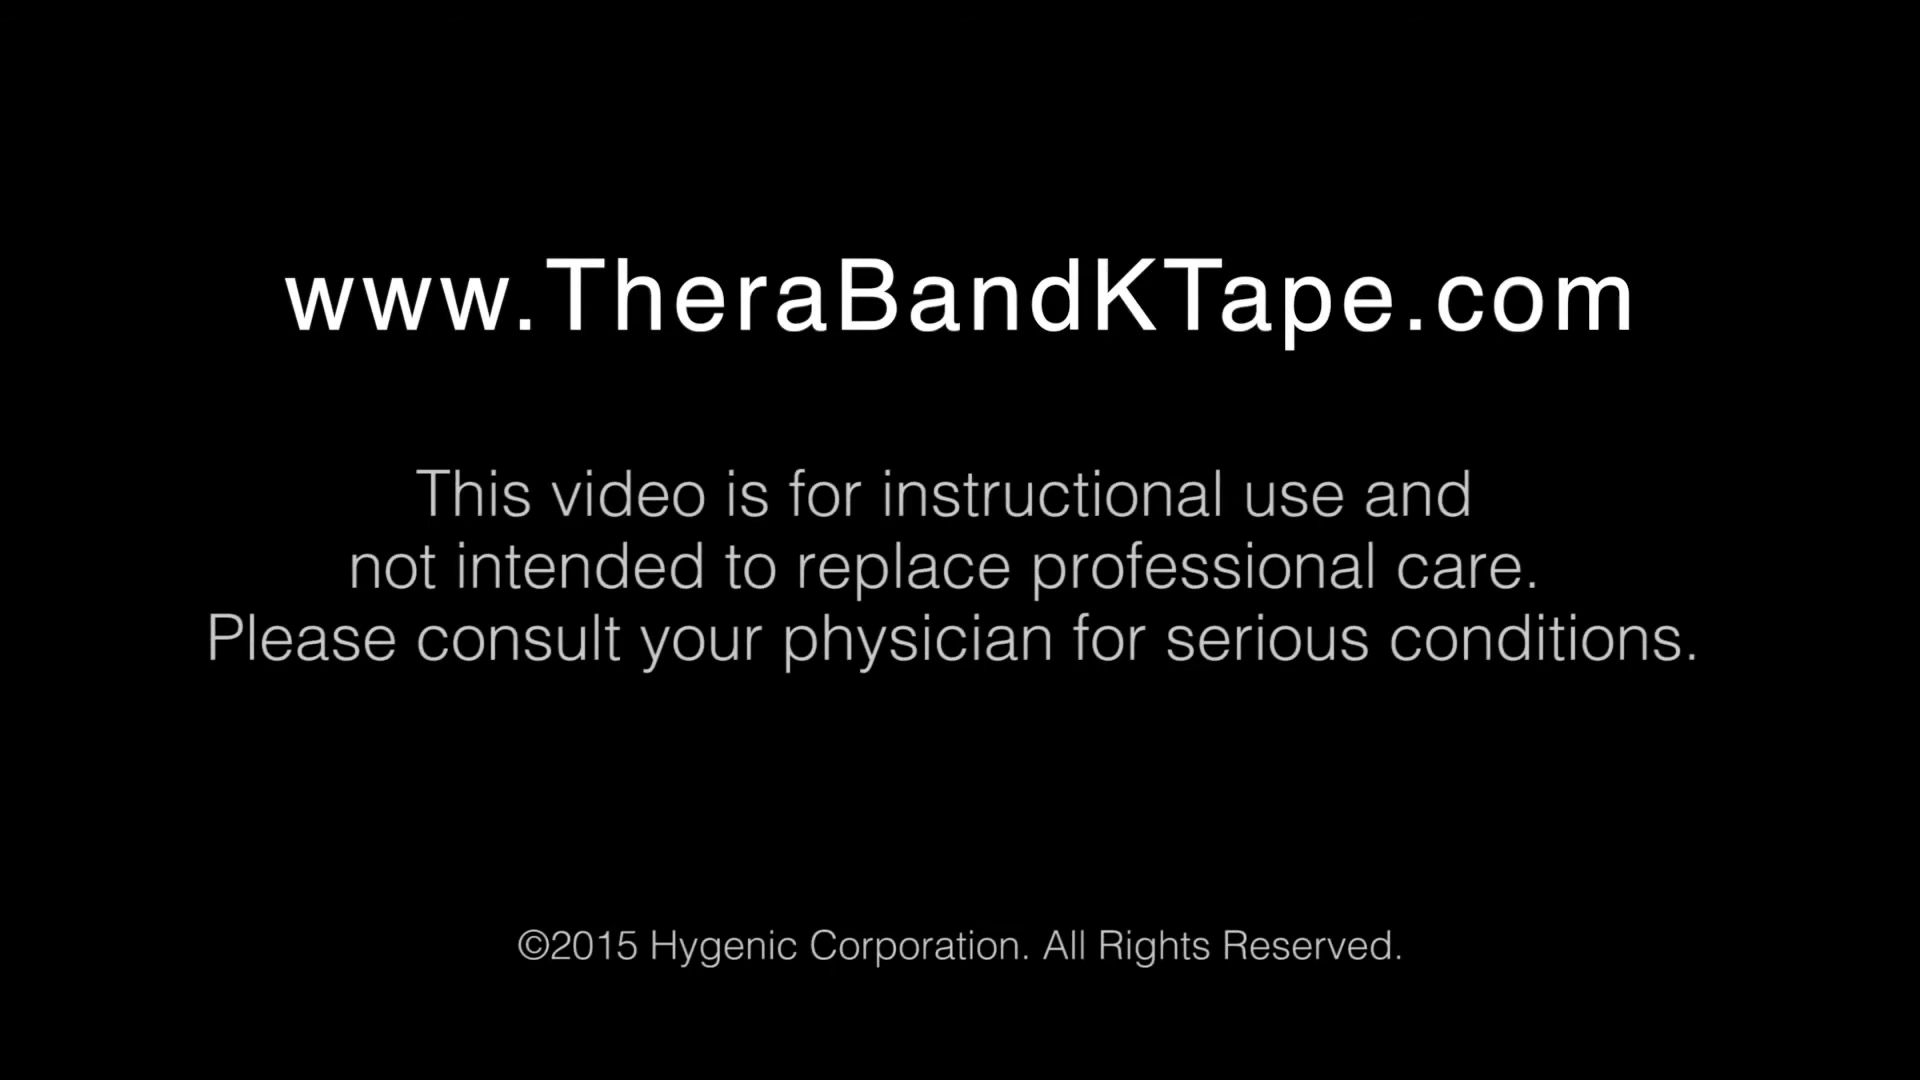 www.TheraBandKTape.com
This video is for instructional use and
not intended to replace professional care.
Please consult your physician for serious conditions.
©2015 Hygenic Corporation. All Rights Reserved.